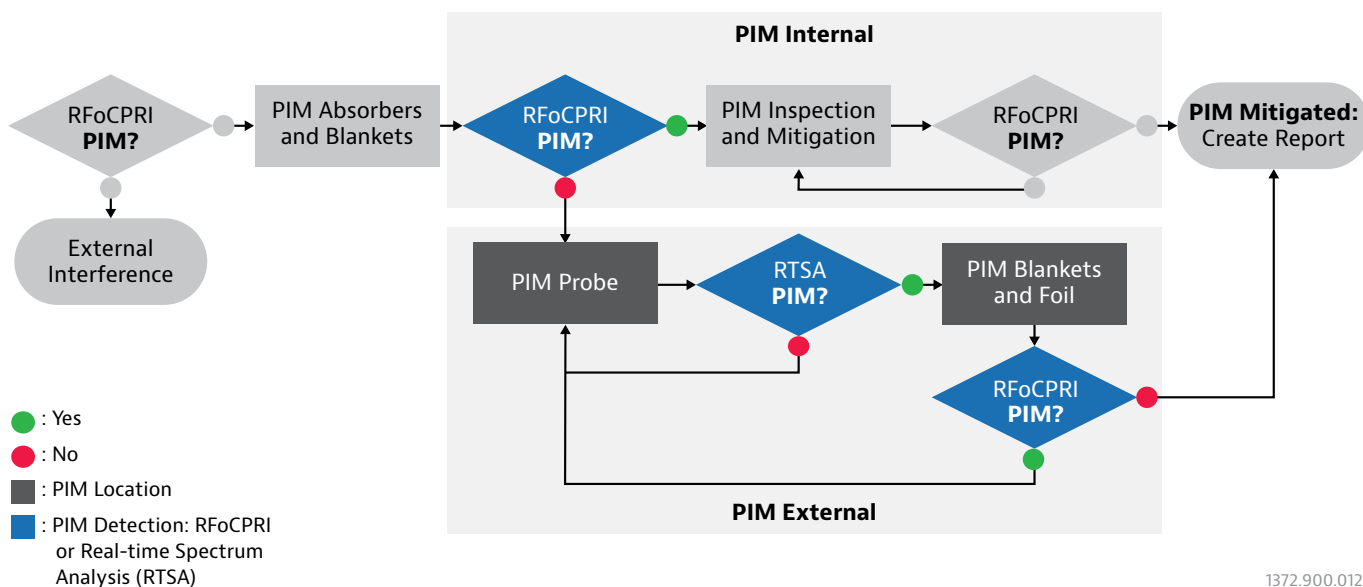 PIM Internal
RFoCPRI
PIM?
PIM Absorbers
and Blankets
RFoCPRI
PIM?
PIM Inspection
and Mitigation
RFoCPRI
PIM?
PIM Mitigated:
Create Report
External
Interference
PIM Probe
RTSA
PIM?
PIM Blankets
and Foil
RFoCPRI
PIM?
PIM External
: Yes
: No
: PIM Location
: PIM Detection: RFoCPRI
or Real-time Spectrum
Analysis (RTSA)
1372.900.012